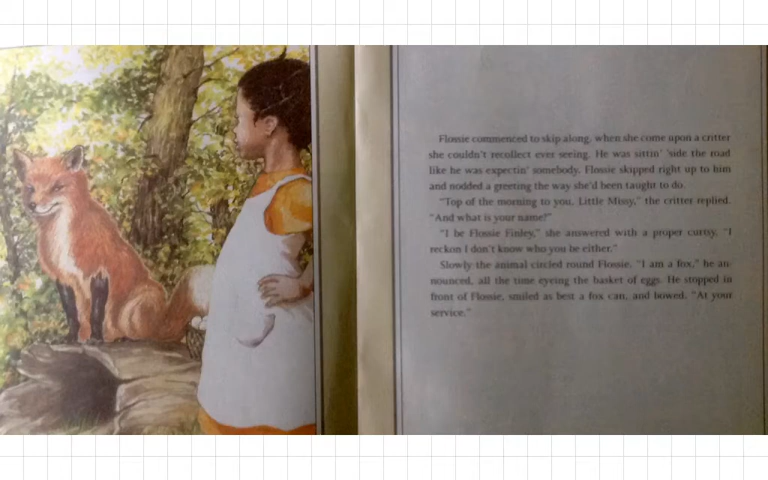 Flossie commenced to skip along, when she come upon a critter
she couldn't recollect ever seeing. He was sittin' 'side the road
like he was expectin' somebody. Flossie skipped right up to him
and nodded a greeting the way she'd been taught to do.
"Top of the morning to you, Little Missy," the critter replied.
"And what is your name?"
"I be Flossie Finley," she answered with a proper curtsy. "I
reckon I don't know who you be either."
Slowly the animal circled round Flossie. "I am a fox," he an-
nounced, all the time eyeing the basket of eggs. He stopped in
front of Flossie, smiled as best a fox can, and bowed. "At your
service."